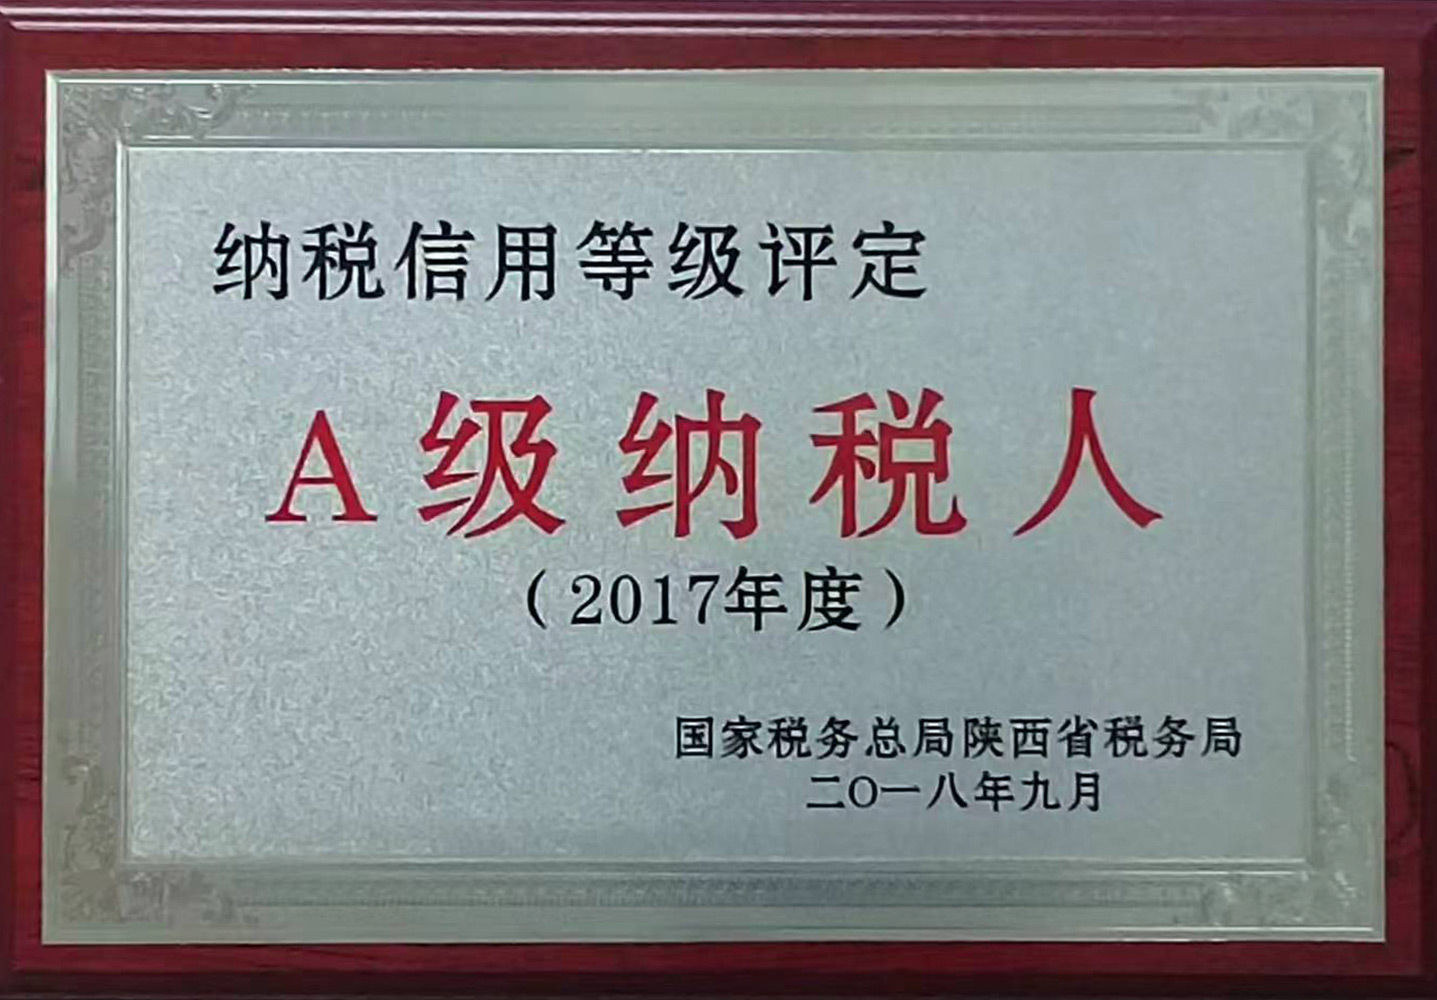 纳税信用等级评定
A级纳税人
（2017年度）
国家税务总局陕西省税务局
二〇一八年九月